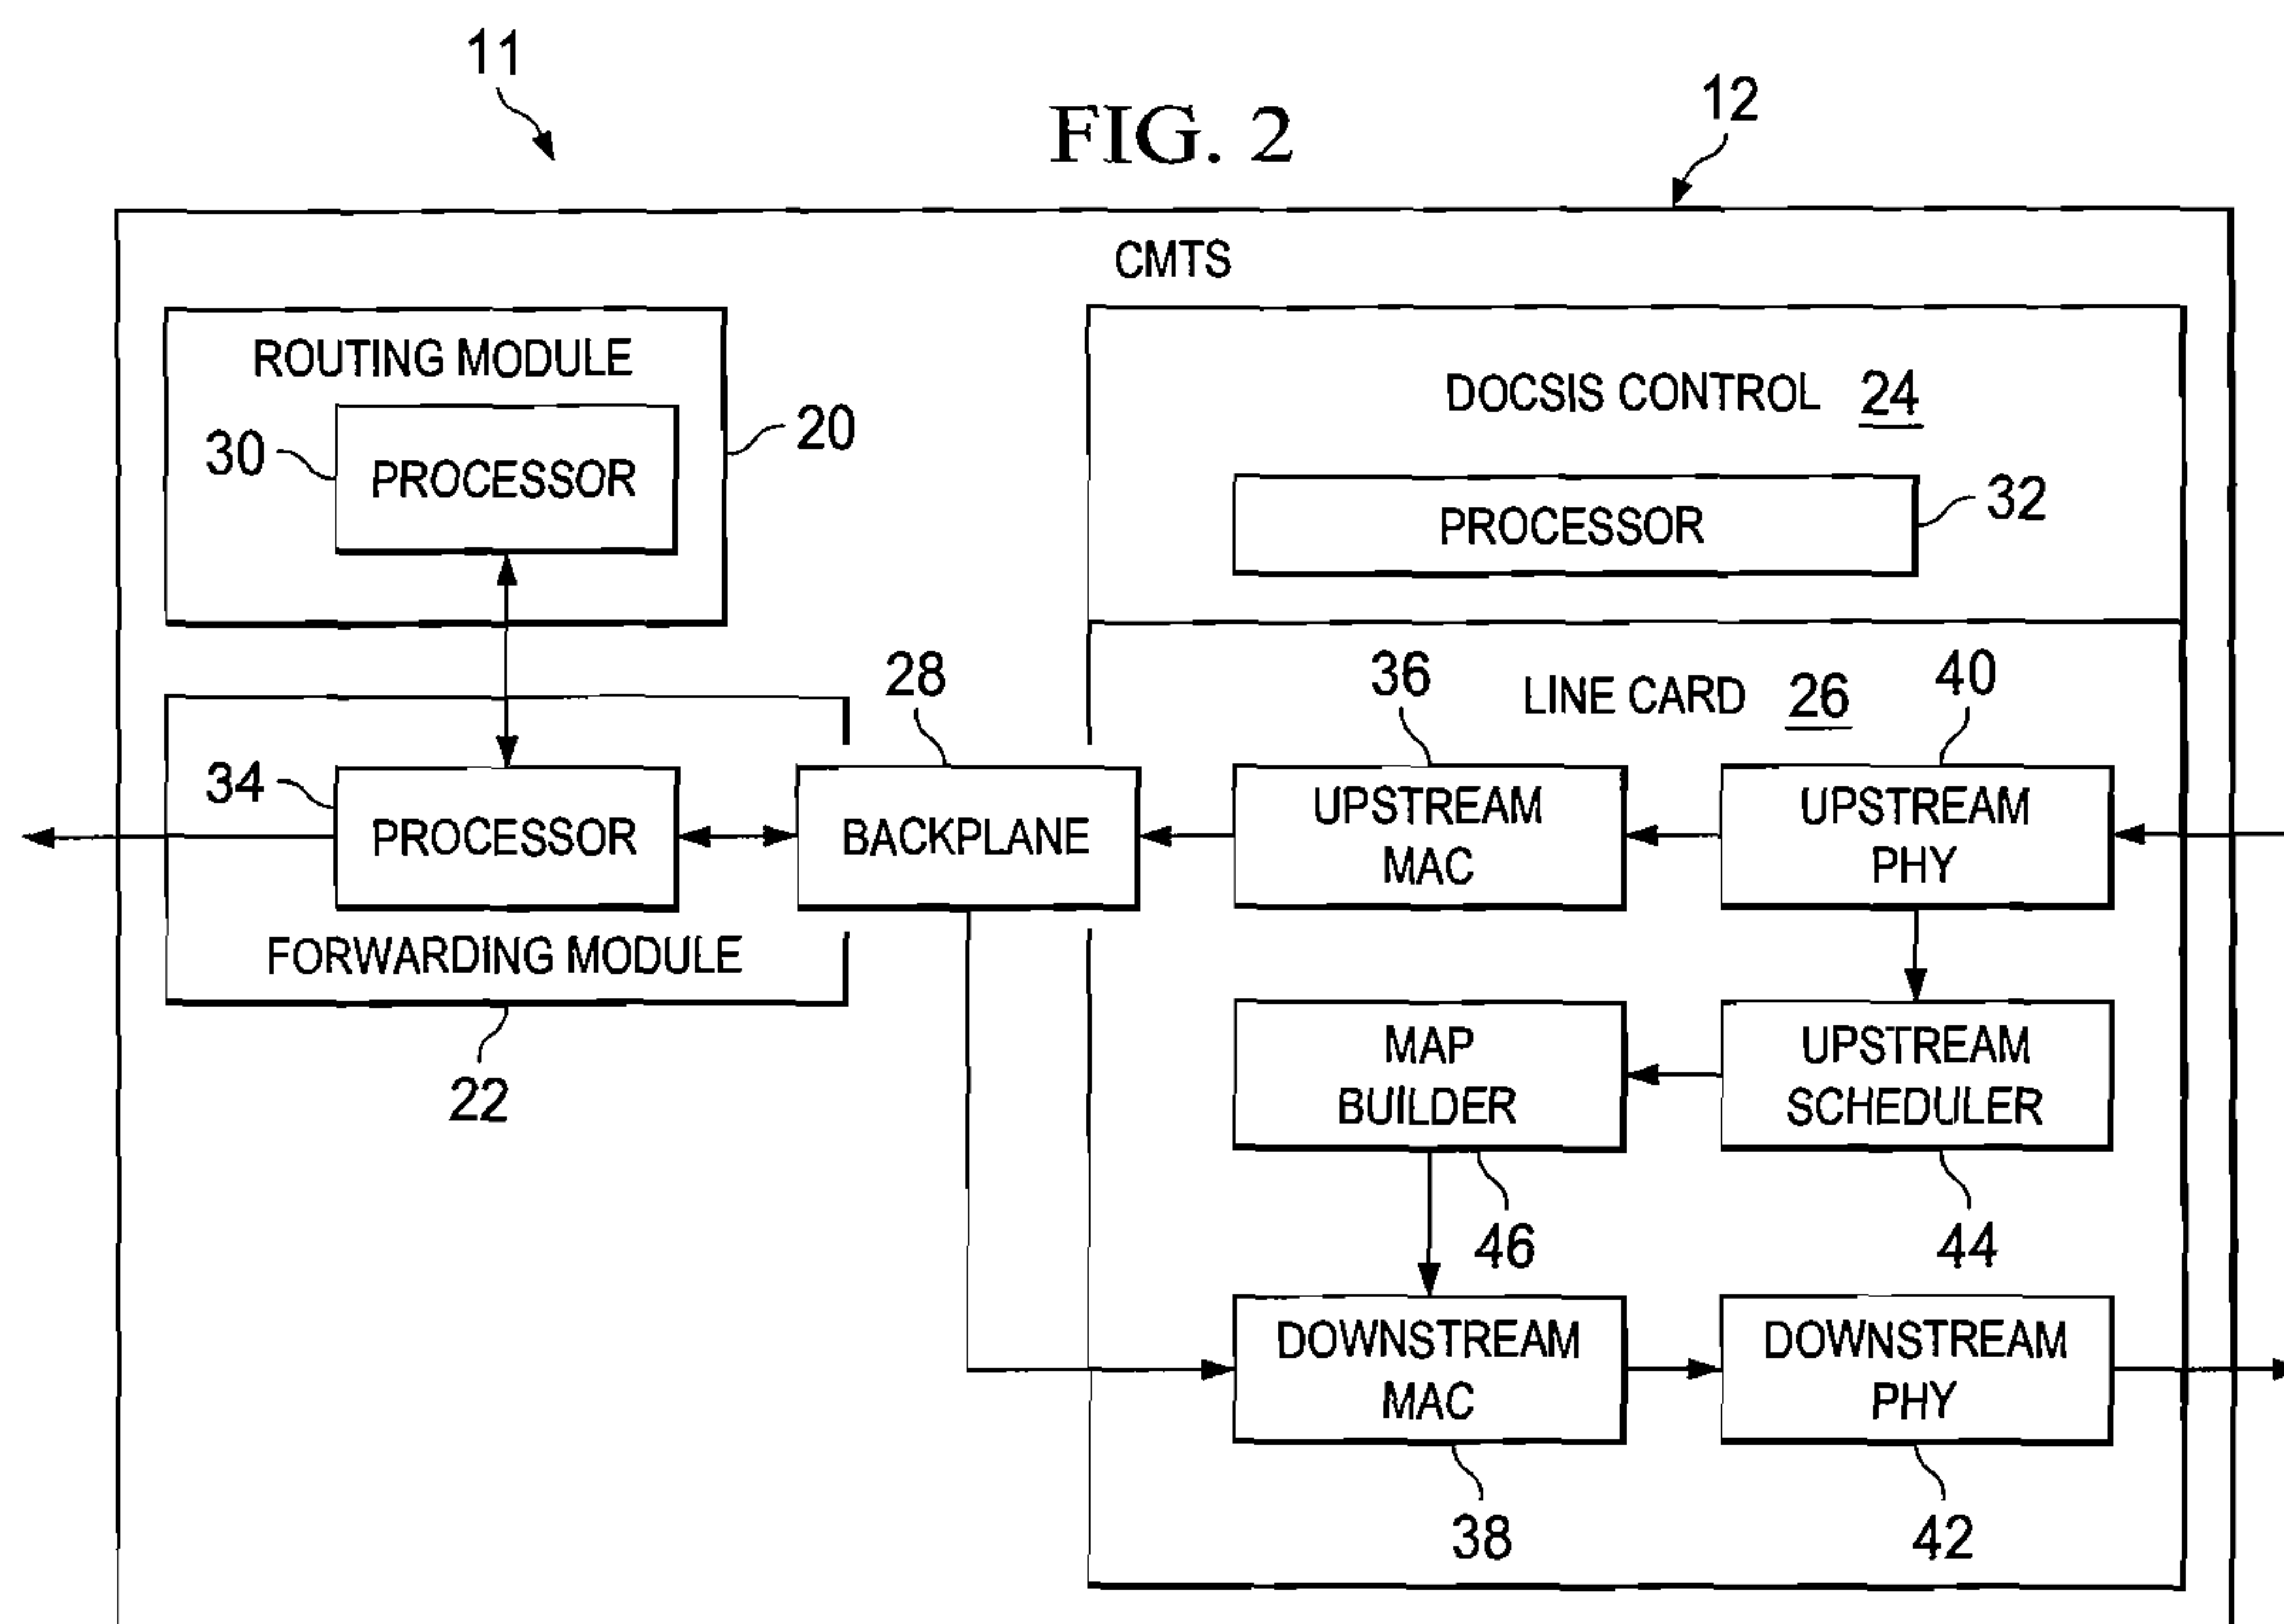 11
FIG. 2
12
CMTS
ROUTING MODULE
30
PROCESSOR
20
DOCSIS CONTROL 24
PROCESSOR
32
28
36
LINE CARD 26
40
34
PROCESSOR
BACKPLANE
UPSTREAM
MAC
UPSTREAM
PHY
FORWARDING MODULE
22
MAP
BUILDER
UPSTREAM
SCHEDULER
46
44
DOWNSTREAM
MAC
DOWNSTREAM
PHY
38
42